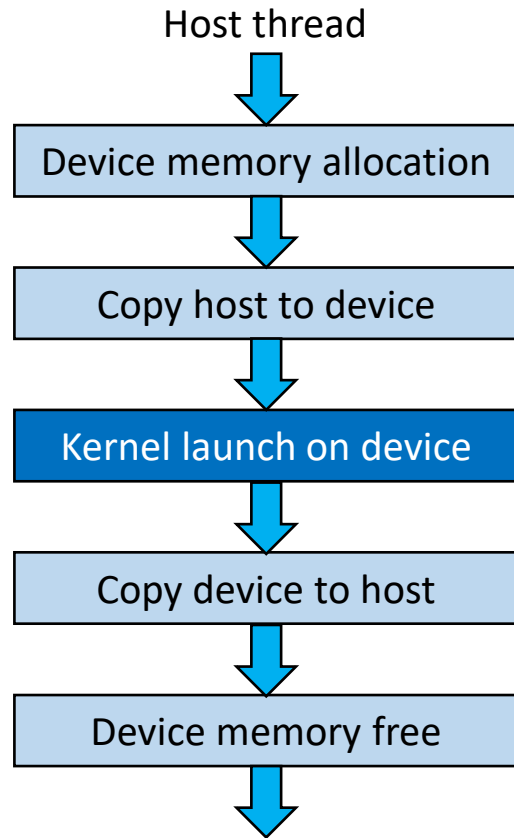 Host thread
Device memory allocation
Copy host to device
Kernel launch on device
Copy device to host
Device memory free